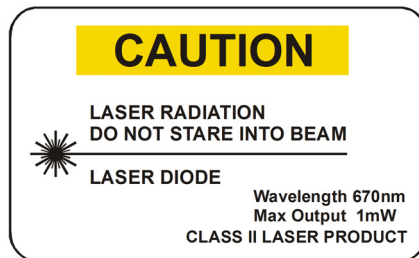 CAUTION
LASER RADIATION
DO NOT STARE INTO BEAM
LASER DIODE
Wavelength 670nm
Max Output 1mW
CLASS II LASER PRODUCT